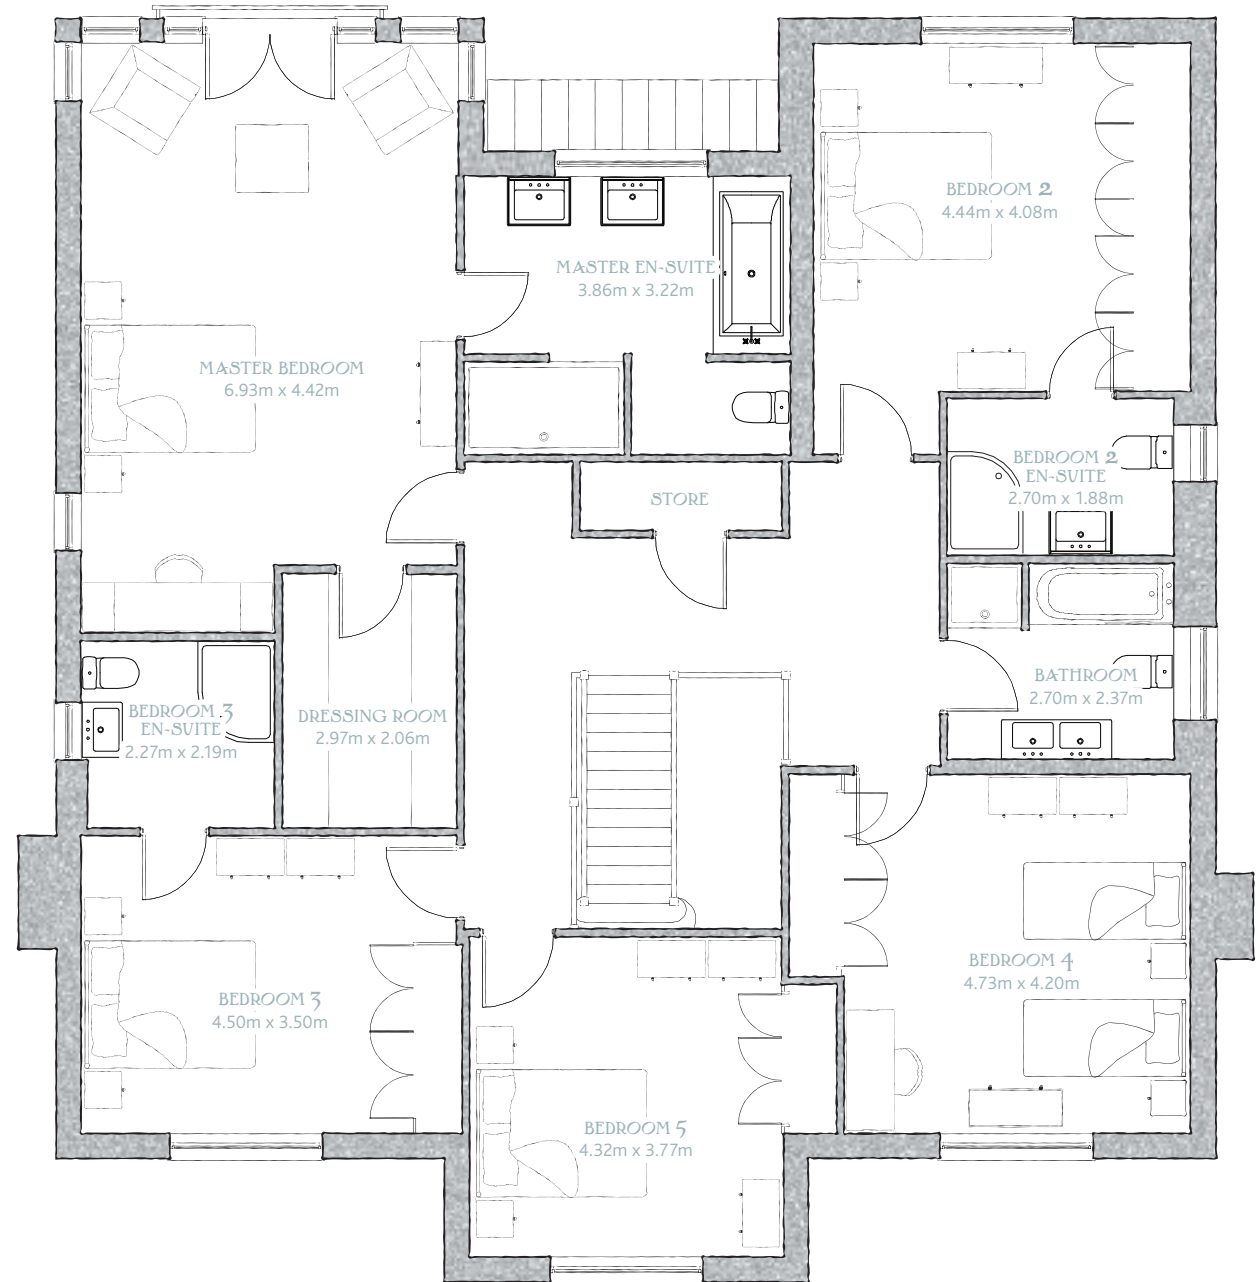 BEDROOM 2
4.44m x 4.08m
MASTER EN-SUITE
3.86m x 3.22m
MASTER BEDROOM
6.93m x 4.42m
BEDROOM 2
EN-SUITE
2.70m x 1.88m
STORE
BATHROOM
2.70m x 2.37m
BEDROOM 3
EN-SUITE
2.27m x 2.19m
DRESSING ROOM
2.97m x 2.06m
BEDROOM 4
4.73m x 4.20m
BEDROOM 3
4.50m x 3.50m
BEDROOM 5
4.32m x 3.77m